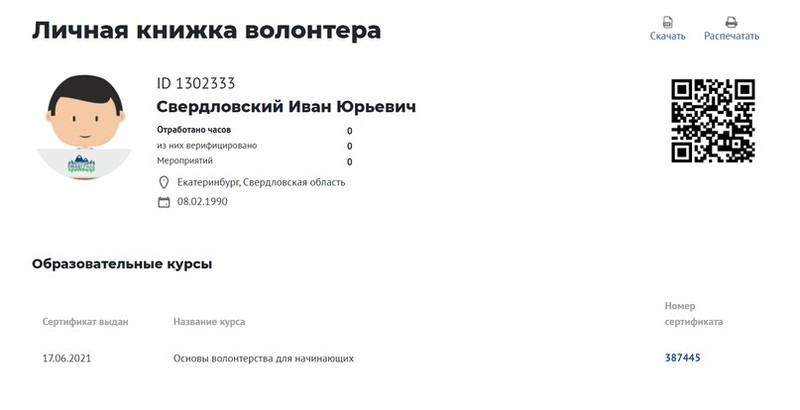 Личная книжка волонтера
Скачать
Распечатать
ID 1302333
Свердловский Иван Юрьевич
Отработано часов 0
из них верифицировано 0
Мероприятий 0
Екатеринбург, Свердловская область
08.02.1990
Образовательные курсы
Сертификат выдан Название курса Номер сертификата
17.06.2021 Основы волонтерства для начинающих 387445